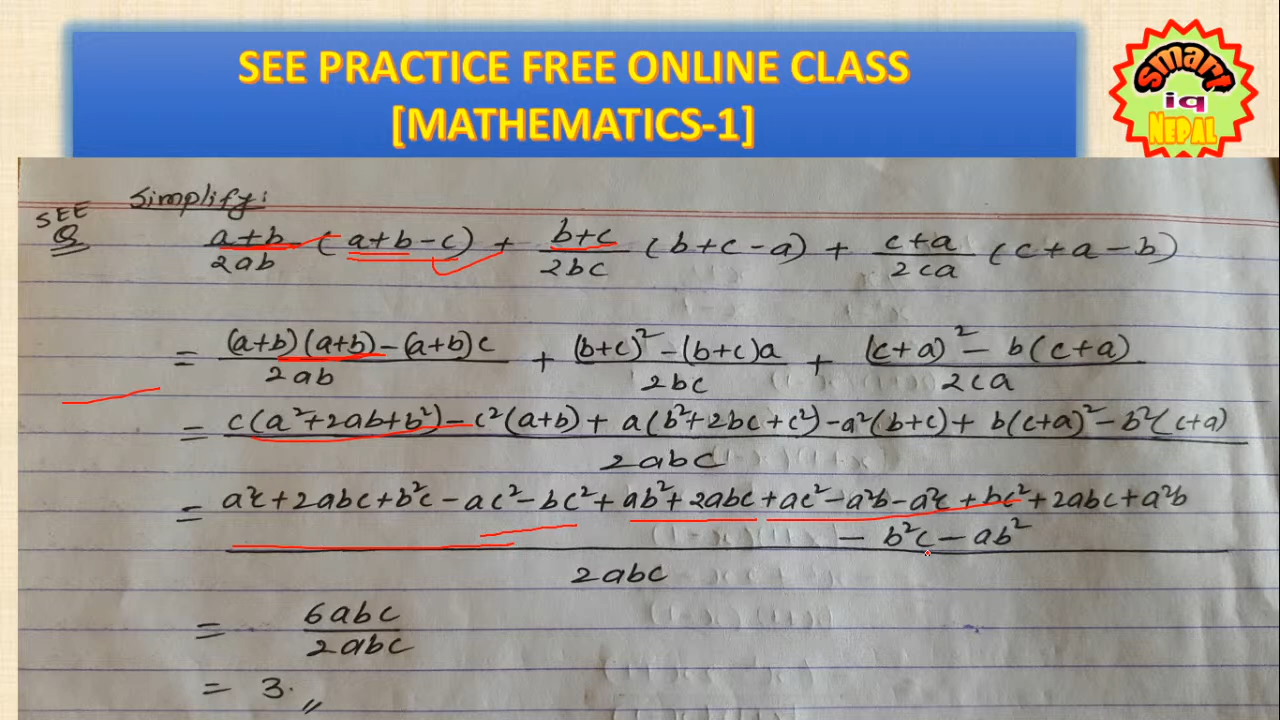 SEE PRACTICE FREE ONLINE CLASS
[MATHEMATICS-1]
smart
iq
NEPAL
Simplify:
SEE
Q
(a+b)/(2ab) (a+b-c) + (b+c)/(2bc) (b+c-a) + (c+a)/(2ca) (c+a-b)
= ((a+b)(a+b)-(a+b)c)/(2ab) + ((b+c)²-(b+c)a)/(2bc) + ((c+a)²-b(c+a))/(2ca)
= c(a²+2ab+b²)-c²(a+b)+a(b²+2bc+c²)-a²(b+c)+b(c+a)²-b²(c+a)
2abc
= a²c+2abc+b²c-ac²-bc²+ab²+2abc+ac²-a²b-a²c+bc²+2abc+a²b
-b²c-ab²
2abc
= 6abc
2abc
= 3.,,